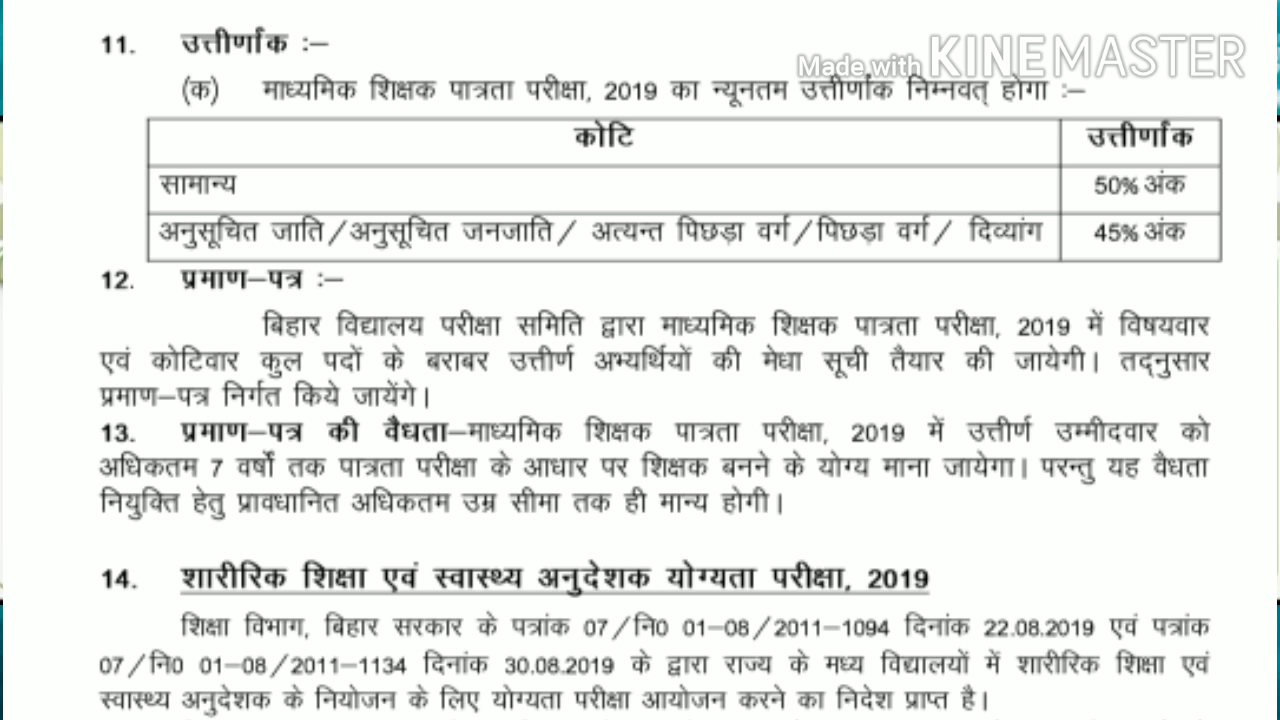 Made with KINEMASTER
11. उत्तीर्णांक :–
(क) माध्यमिक शिक्षक पात्रता परीक्षा, 2019 का न्यूनतम उत्तीर्णांक निम्नवत् होगा :–
कोटि उत्तीर्णांक
सामान्य 50% अंक
अनुसूचित जाति/अनुसूचित जनजाति/ अत्यन्त पिछड़ा वर्ग/पिछड़ा वर्ग/ दिव्यांग 45% अंक
12. प्रमाण–पत्र :–
बिहार विद्यालय परीक्षा समिति द्वारा माध्यमिक शिक्षक पात्रता परीक्षा, 2019 में विषयवार
एवं कोटिवार कुल पदों के बराबर उत्तीर्ण अभ्यर्थियों की मेधा सूची तैयार की जायेगी। तद्नुसार
प्रमाण–पत्र निर्गत किये जायेंगे।
13. प्रमाण–पत्र की वैधता–माध्यमिक शिक्षक पात्रता परीक्षा, 2019 में उत्तीर्ण उम्मीदवार को
अधिकतम 7 वर्षों तक पात्रता परीक्षा के आधार पर शिक्षक बनने के योग्य माना जायेगा। परन्तु यह वैधता
नियुक्ति हेतु प्रावधानित अधिकतम उम्र सीमा तक ही मान्य होगी।
14. शारीरिक शिक्षा एवं स्वास्थ्य अनुदेशक योग्यता परीक्षा, 2019
शिक्षा विभाग, बिहार सरकार के पत्रांक 07/नि0 01–08/2011–1094 दिनांक 22.08.2019 एवं पत्रांक
07/नि0 01–08/2011–1134 दिनांक 30.08.2019 के द्वारा राज्य के मध्य विद्यालयों में शारीरिक शिक्षा एवं
स्वास्थ्य अनुदेशक के नियोजन के लिए योग्यता परीक्षा आयोजन करने का निदेश प्राप्त है।